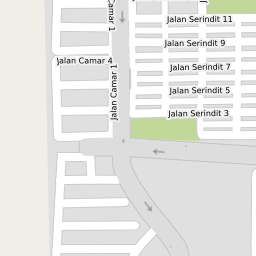 Camar 1
Jalan Serindit 11
Jalan Serindit 9
Jalan Camar 4
Jalan Serindit 7
Jalan Camar 1
Jalan Serindit 5
Jalan Serindit 3